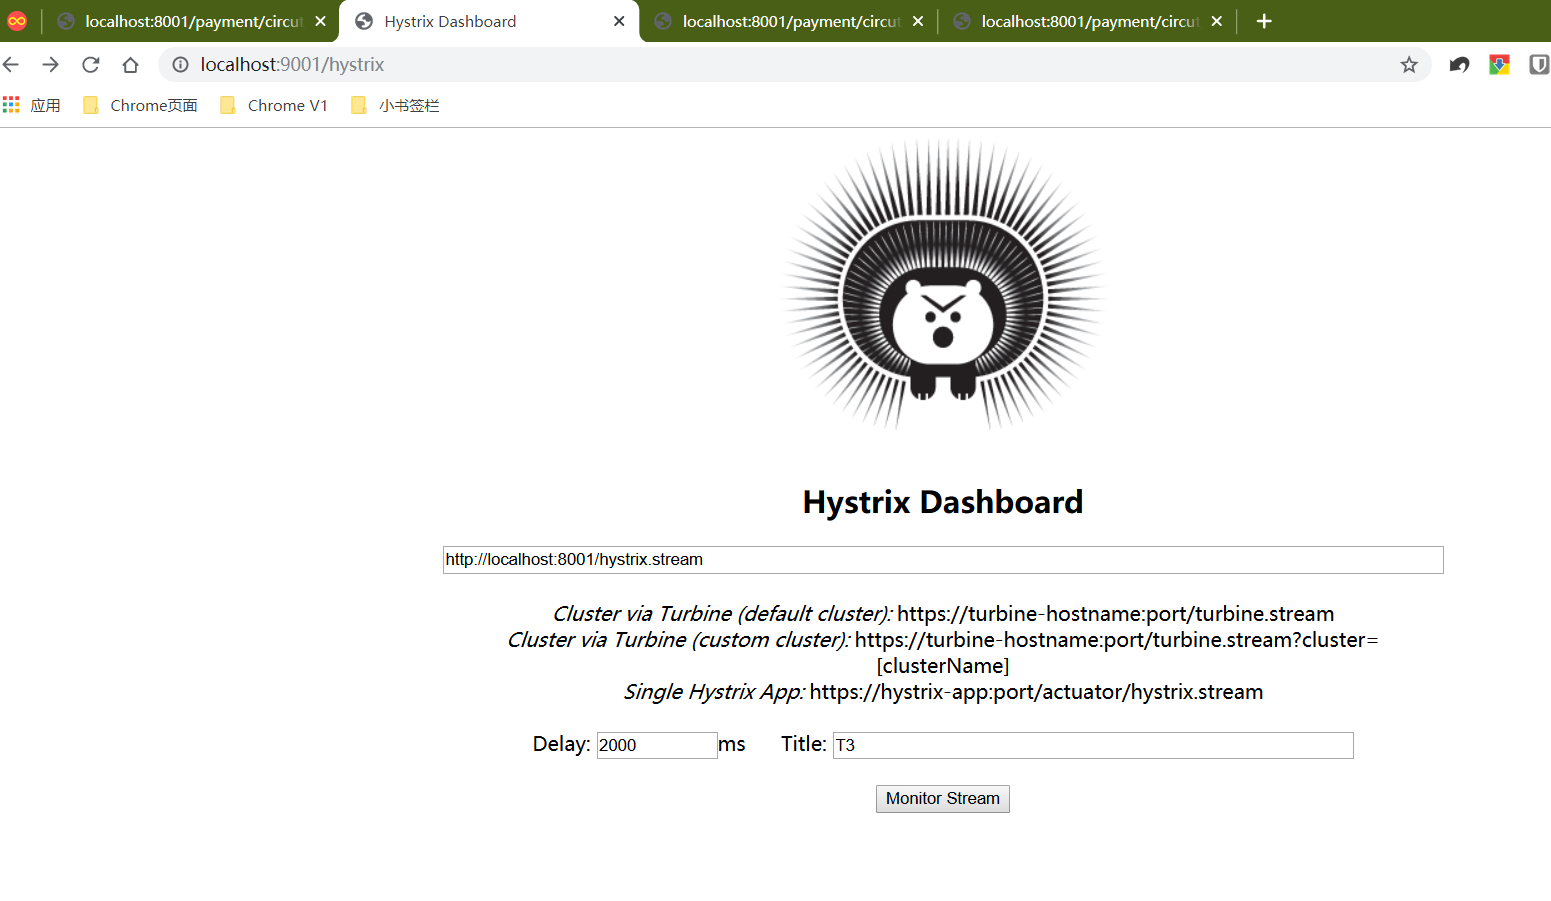 localhost:8001/payment/circut
Hystrix Dashboard
localhost:8001/payment/circut
localhost:8001/payment/circut
localhost:9001/hystrix
应用
Chrome页面
Chrome V1
小书签栏
Hystrix Dashboard
http://localhost:8001/hystrix.stream
Cluster via Turbine (default cluster): https://turbine-hostname:port/turbine.stream
Cluster via Turbine (custom cluster): https://turbine-hostname:port/turbine.stream?cluster=
[clusterName]
Single Hystrix App: https://hystrix-app:port/actuator/hystrix.stream
Delay: 2000 ms Title: T3
Monitor Stream